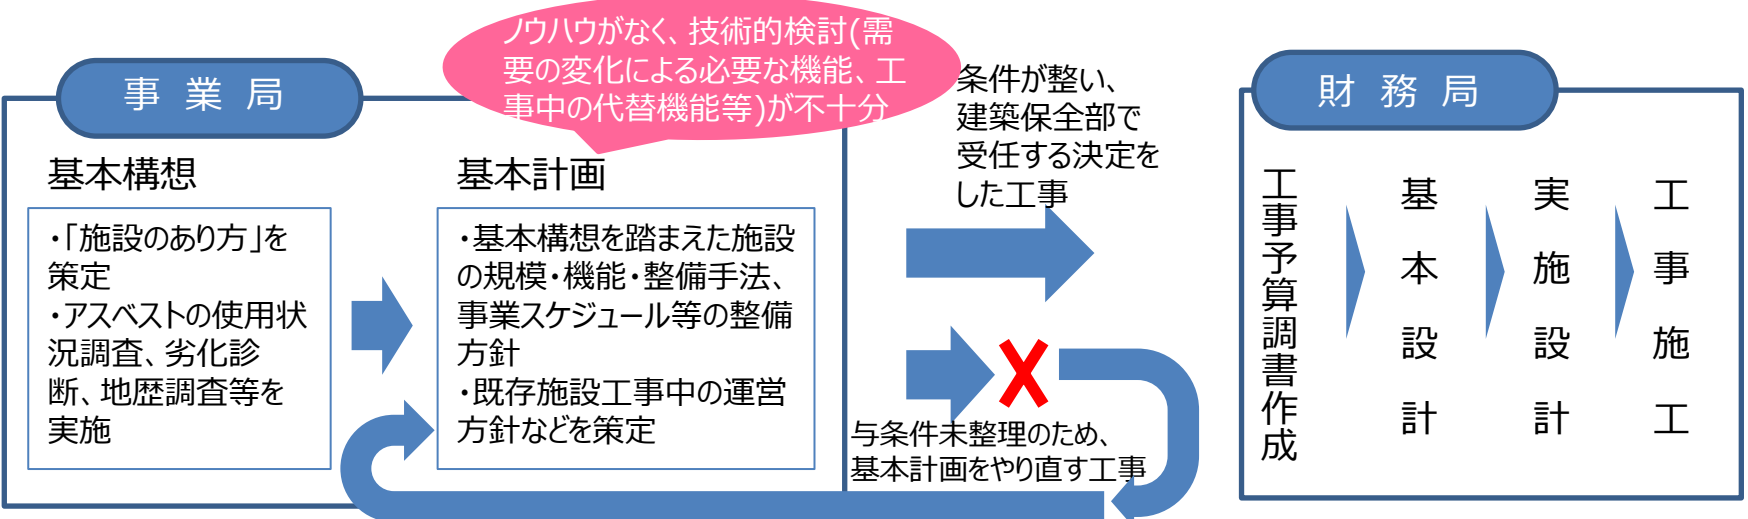 ノウハウがなく、技術的検討(需
要の変化による必要な機能、工
事中の代替機能等)が不十分
事 業 局
基本構想
・「施設のあり方」を
策定
・アスベストの使用状
況調査、劣化診
断、地歴調査等を
実施
基本計画
・基本構想を踏まえた施設
の規模・機能・整備手法、
事業スケジュール等の整備
方針
・既存施設工事中の運営
方針などを策定
条件が整い、
建築保全部で
受任する決定を
した工事
与条件未整理のため、
基本計画をやり直す工事
財 務 局
工事予算調書作成
基本設計
実施設計
工事施工